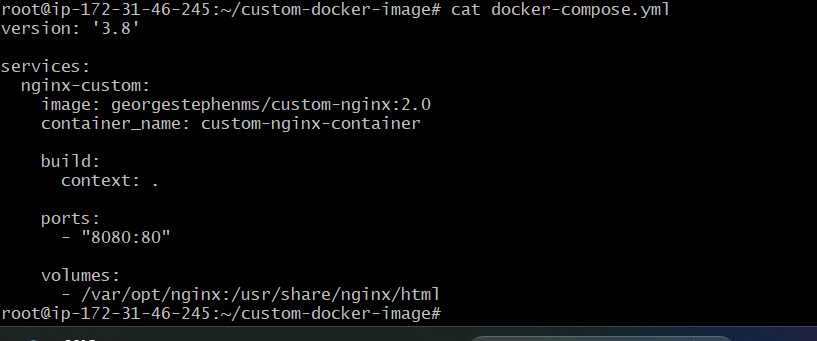 root@ip-172-31-46-245:~/custom-docker-image# cat docker-compose.yml
version: '3.8'
services:
  nginx-custom:
    image: georgestephenms/custom-nginx:2.0
    container_name: custom-nginx-container
    build:
      context: .
    ports:
      - "8080:80"
    volumes:
      - /var/opt/nginx:/usr/share/nginx/html
root@ip-172-31-46-245:~/custom-docker-image#